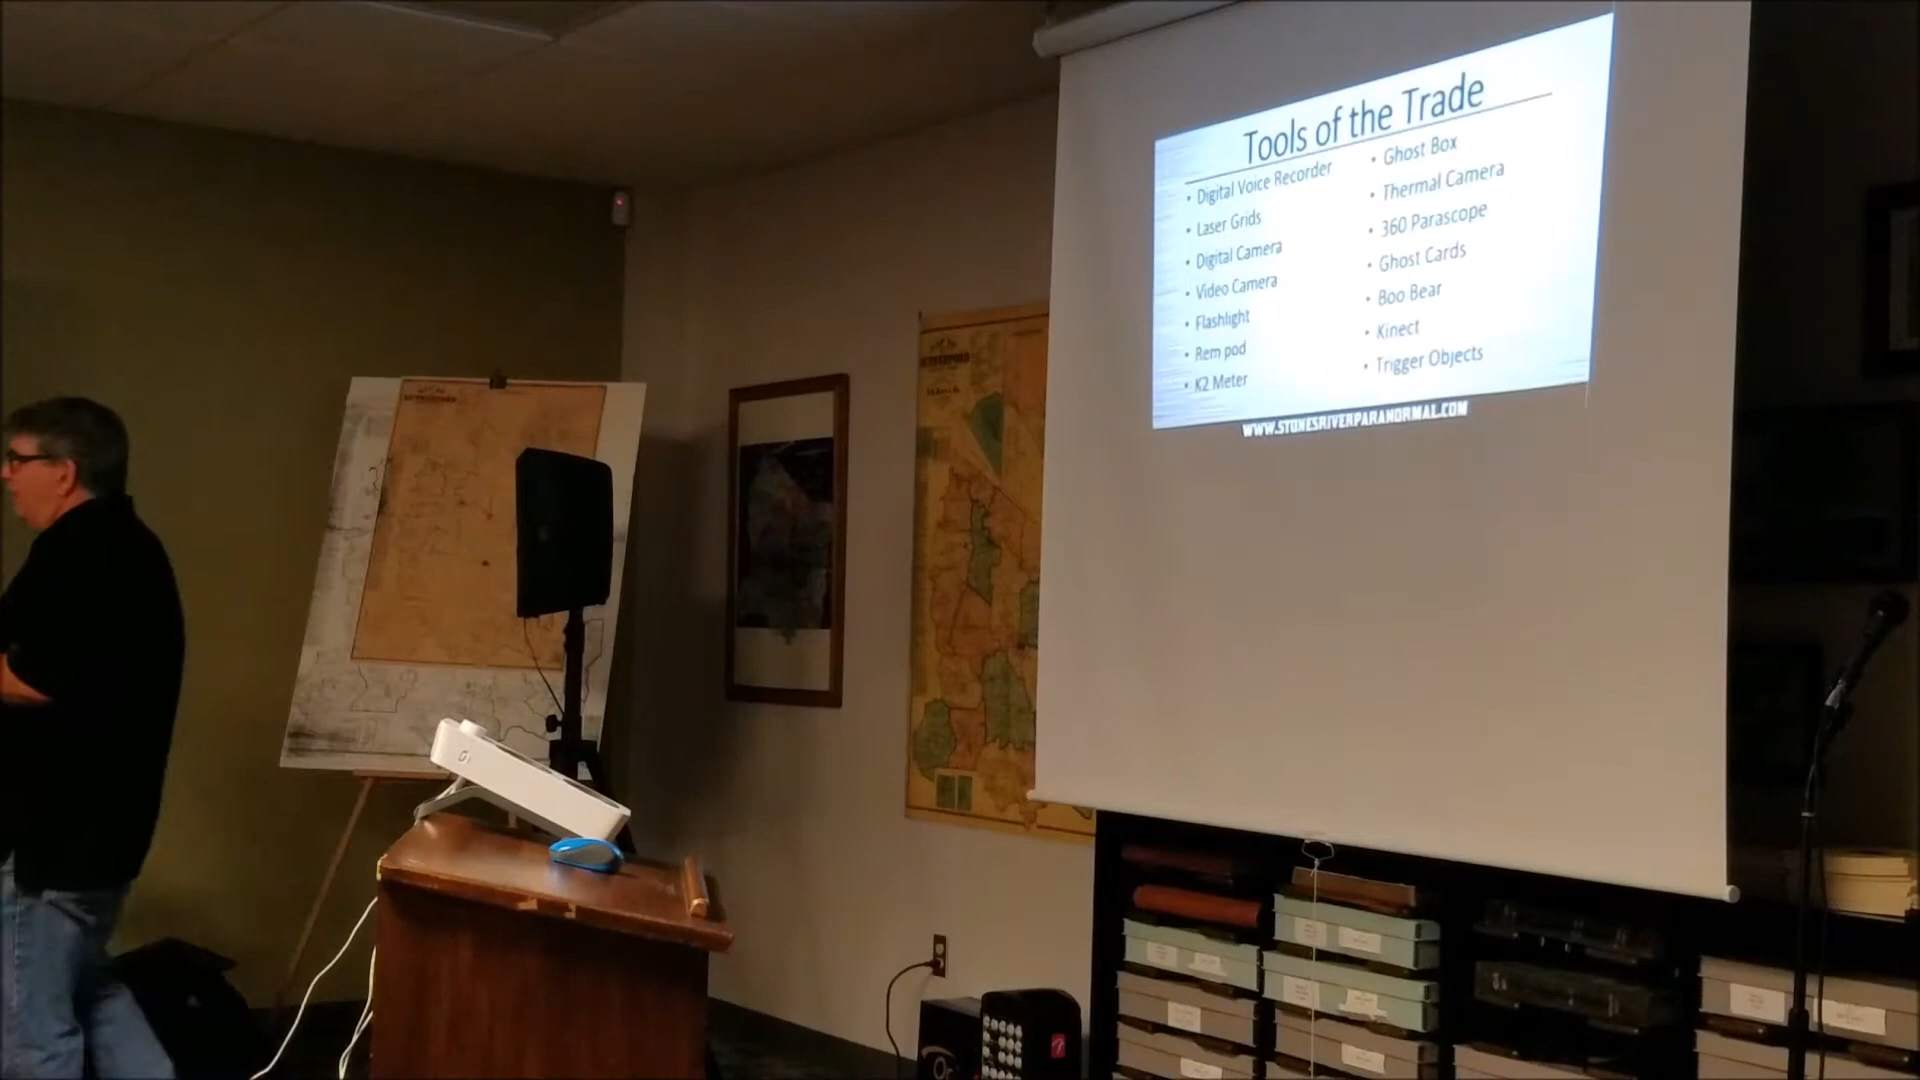 Tools of the Trade
• Digital Voice Recorder
• Laser Grids
• Digital Camera
• Video Camera
• Flashlight
• Rem pod
• K2 Meter
• Ghost Box
• Thermal Camera
• 360 Parascope
• Ghost Cards
• Boo Bear
• Kinect
• Trigger Objects
WWW.STONESRIVERPARANORMAL.COM